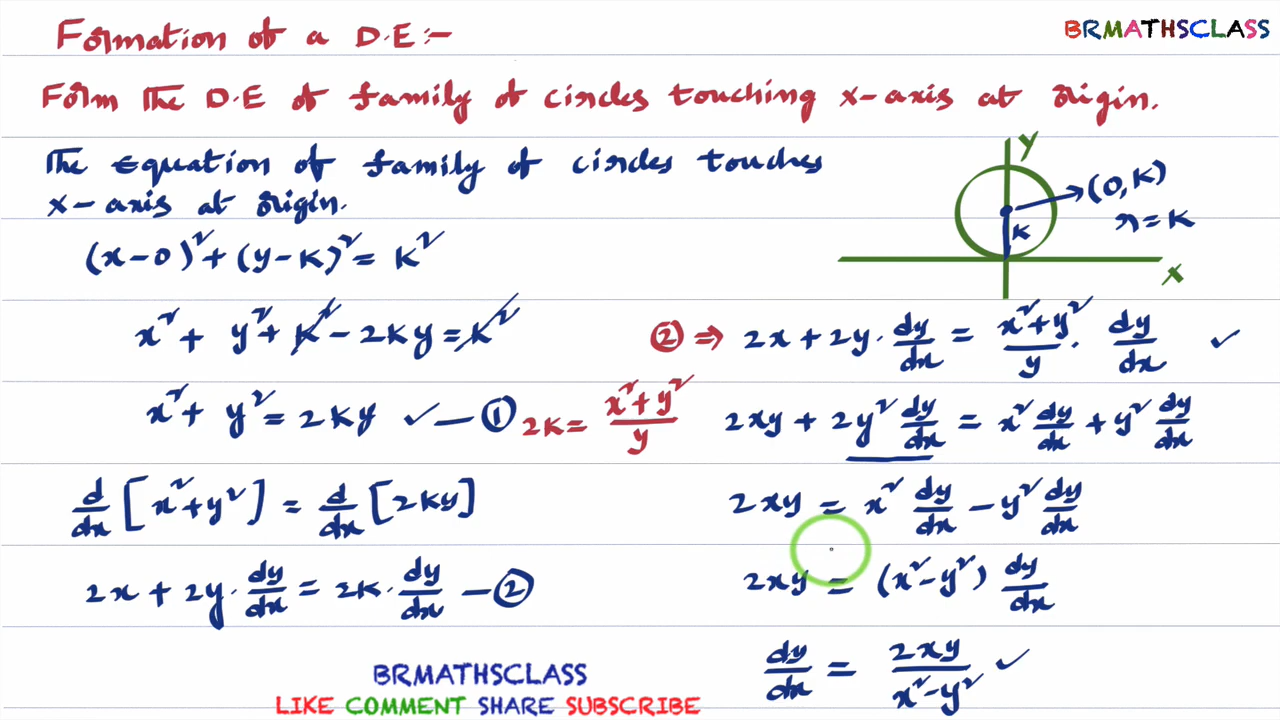 Formation of a D.E:-
BRMATHSCLASS
Form The D.E of family of circles touching x-axis at origin.
The Equation of family of circles touches
x-axis at origin.
(x-0)² + (y-k)² = k²
x² + y² + k² - 2ky = k²
x² + y² = 2ky ✓ — ①
2k = (x²+y²)/y
d/dx [x²+y²] = d/dx [2ky]
2x + 2y · dy/dx = 2k · dy/dx — ②
y
(0, k)
r = k
k
x
② ⇒ 2x + 2y · dy/dx = (x²+y²)/y · dy/dx ✓
2xy + 2y² dy/dx = x² dy/dx + y² dy/dx
2xy = x² dy/dx - y² dy/dx
2xy = (x²-y²) dy/dx
dy/dx = 2xy/(x²-y²) ✓
BRMATHSCLASS
LIKE COMMENT SHARE SUBSCRIBE